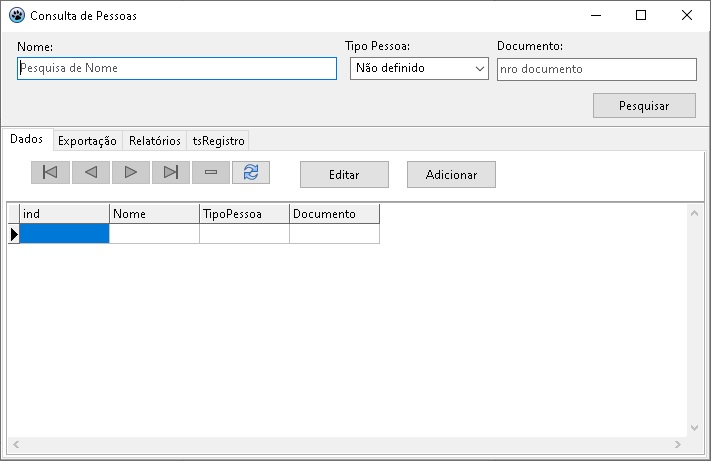 Consulta de Pessoas
Nome: Tipo Pessoa: Documento:
Pesquisa de Nome Não definido nro documento
Pesquisar
Dados Exportação Relatórios tsRegistro
Editar Adicionar
ind Nome TipoPessoa Documento